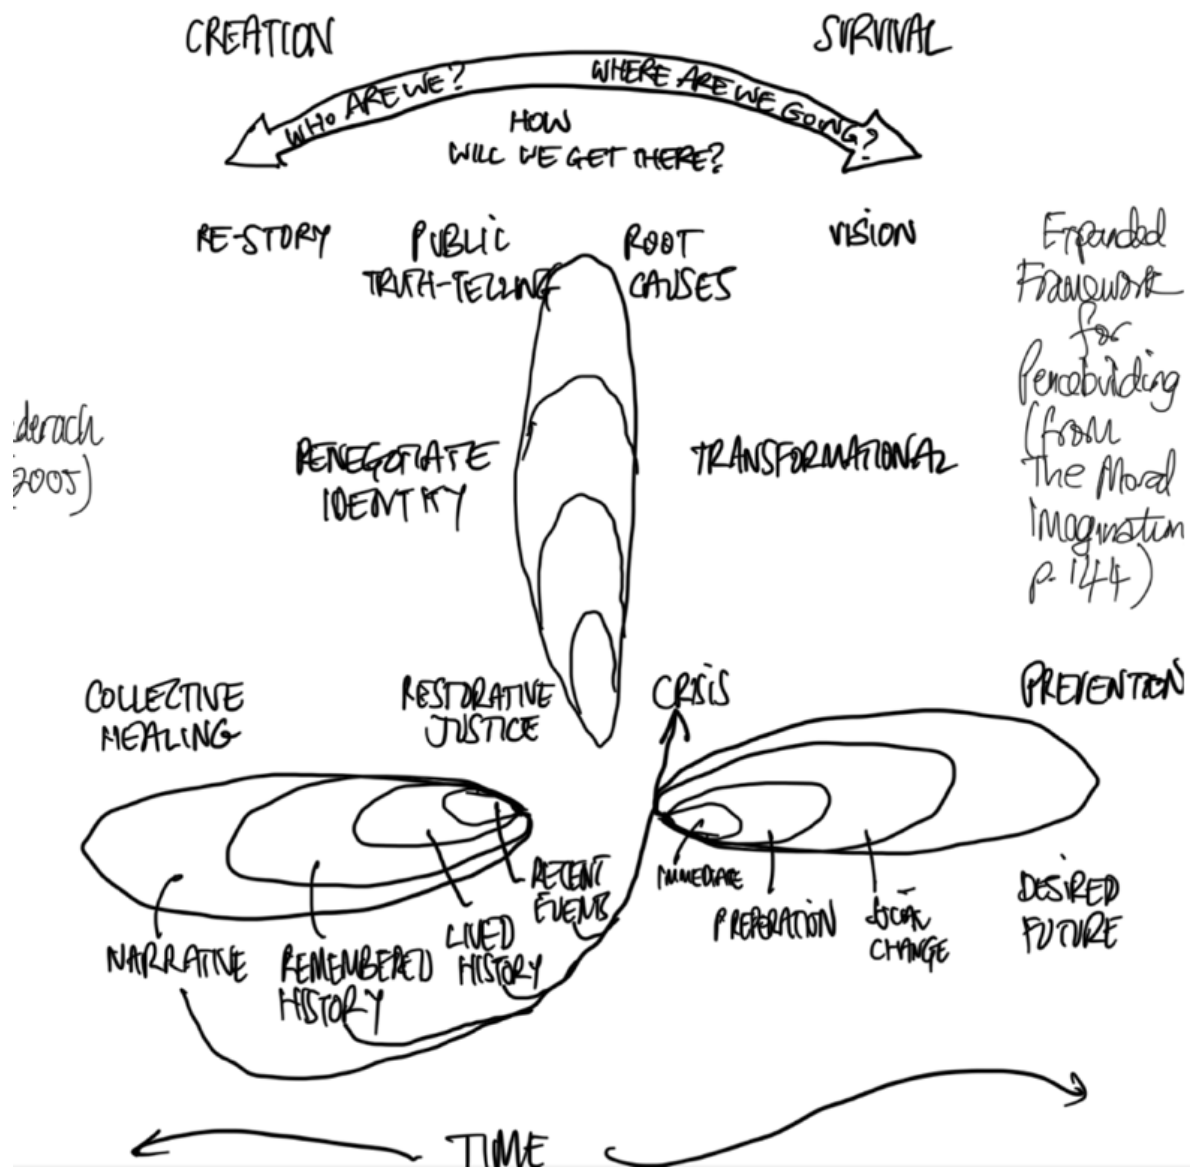 CREATION
SURVIVAL
WHO ARE WE?
WHERE ARE WE GOING?
HOW
WILL WE GET THERE?
RE-STORY
PUBLIC
TRUTH-TELLING
ROOT
CAUSES
VISION
Expanded
Framework
for
Peacebuilding
(from
The Moral
Imagination
p. 144)
derach
2005)
RENEGOTIATE
IDENTITY
TRANSFORMATIONAL
COLLECTIVE
HEALING
RESTORATIVE
JUSTICE
CRISIS
PREVENTION
NARRATIVE
REMEMBERED
HISTORY
LIVED
HISTORY
RECENT
EVENTS
IMMEDIATE
PREPARATION
SOCIAL
CHANGE
DESIRED
FUTURE
TIME